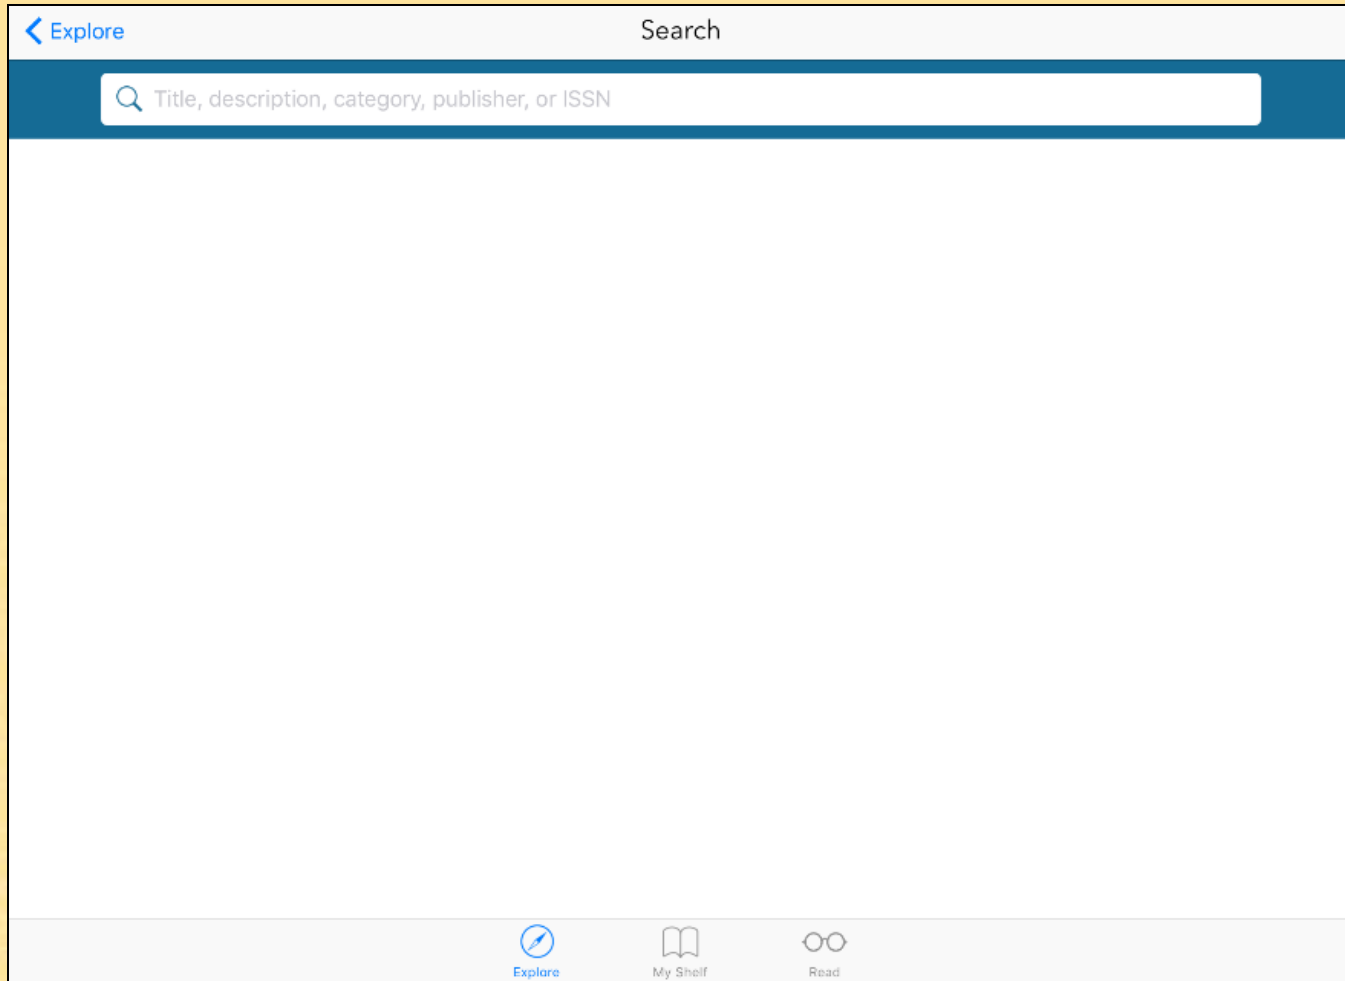 Explore Search
Title, description, category, publisher, or ISSN
Explore My Shelf Read